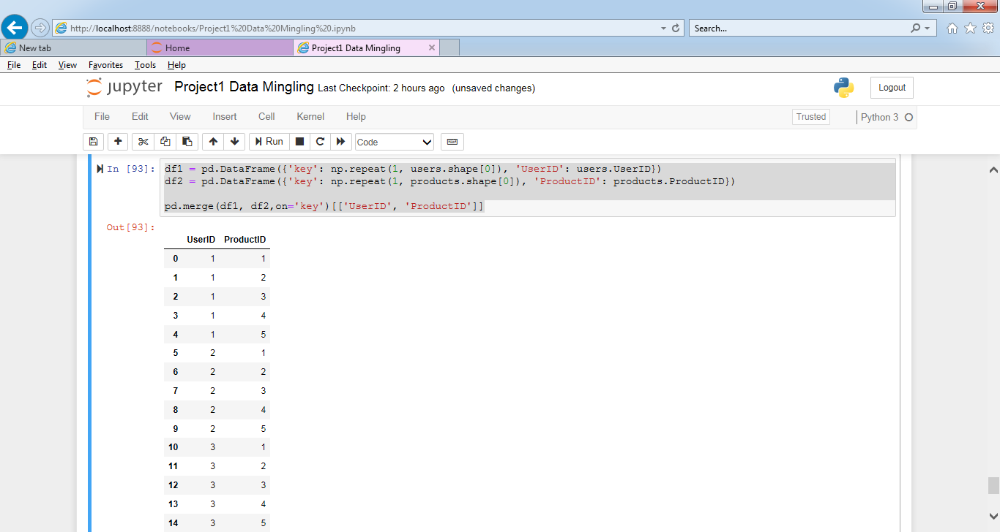 http://localhost:8888/notebooks/Project1%20Data%20Mingling%20.ipynb
Search...
New tab
Home
Project1 Data Mingling
File Edit View Favorites Tools Help
jupyter Project1 Data Mingling Last Checkpoint: 2 hours ago (unsaved changes)
Logout
File Edit View Insert Cell Kernel Help
Trusted
Python 3
Run
Code
In [93]:
df1 = pd.DataFrame({'key': np.repeat(1, users.shape[0]), 'UserID': users.UserID})
df2 = pd.DataFrame({'key': np.repeat(1, products.shape[0]), 'ProductID': products.ProductID})
pd.merge(df1, df2,on='key')[['UserID', 'ProductID']]
Out[93]:
UserID ProductID
0 1 1
1 1 2
2 1 3
3 1 4
4 1 5
5 2 1
6 2 2
7 2 3
8 2 4
9 2 5
10 3 1
11 3 2
12 3 3
13 3 4
14 3 5